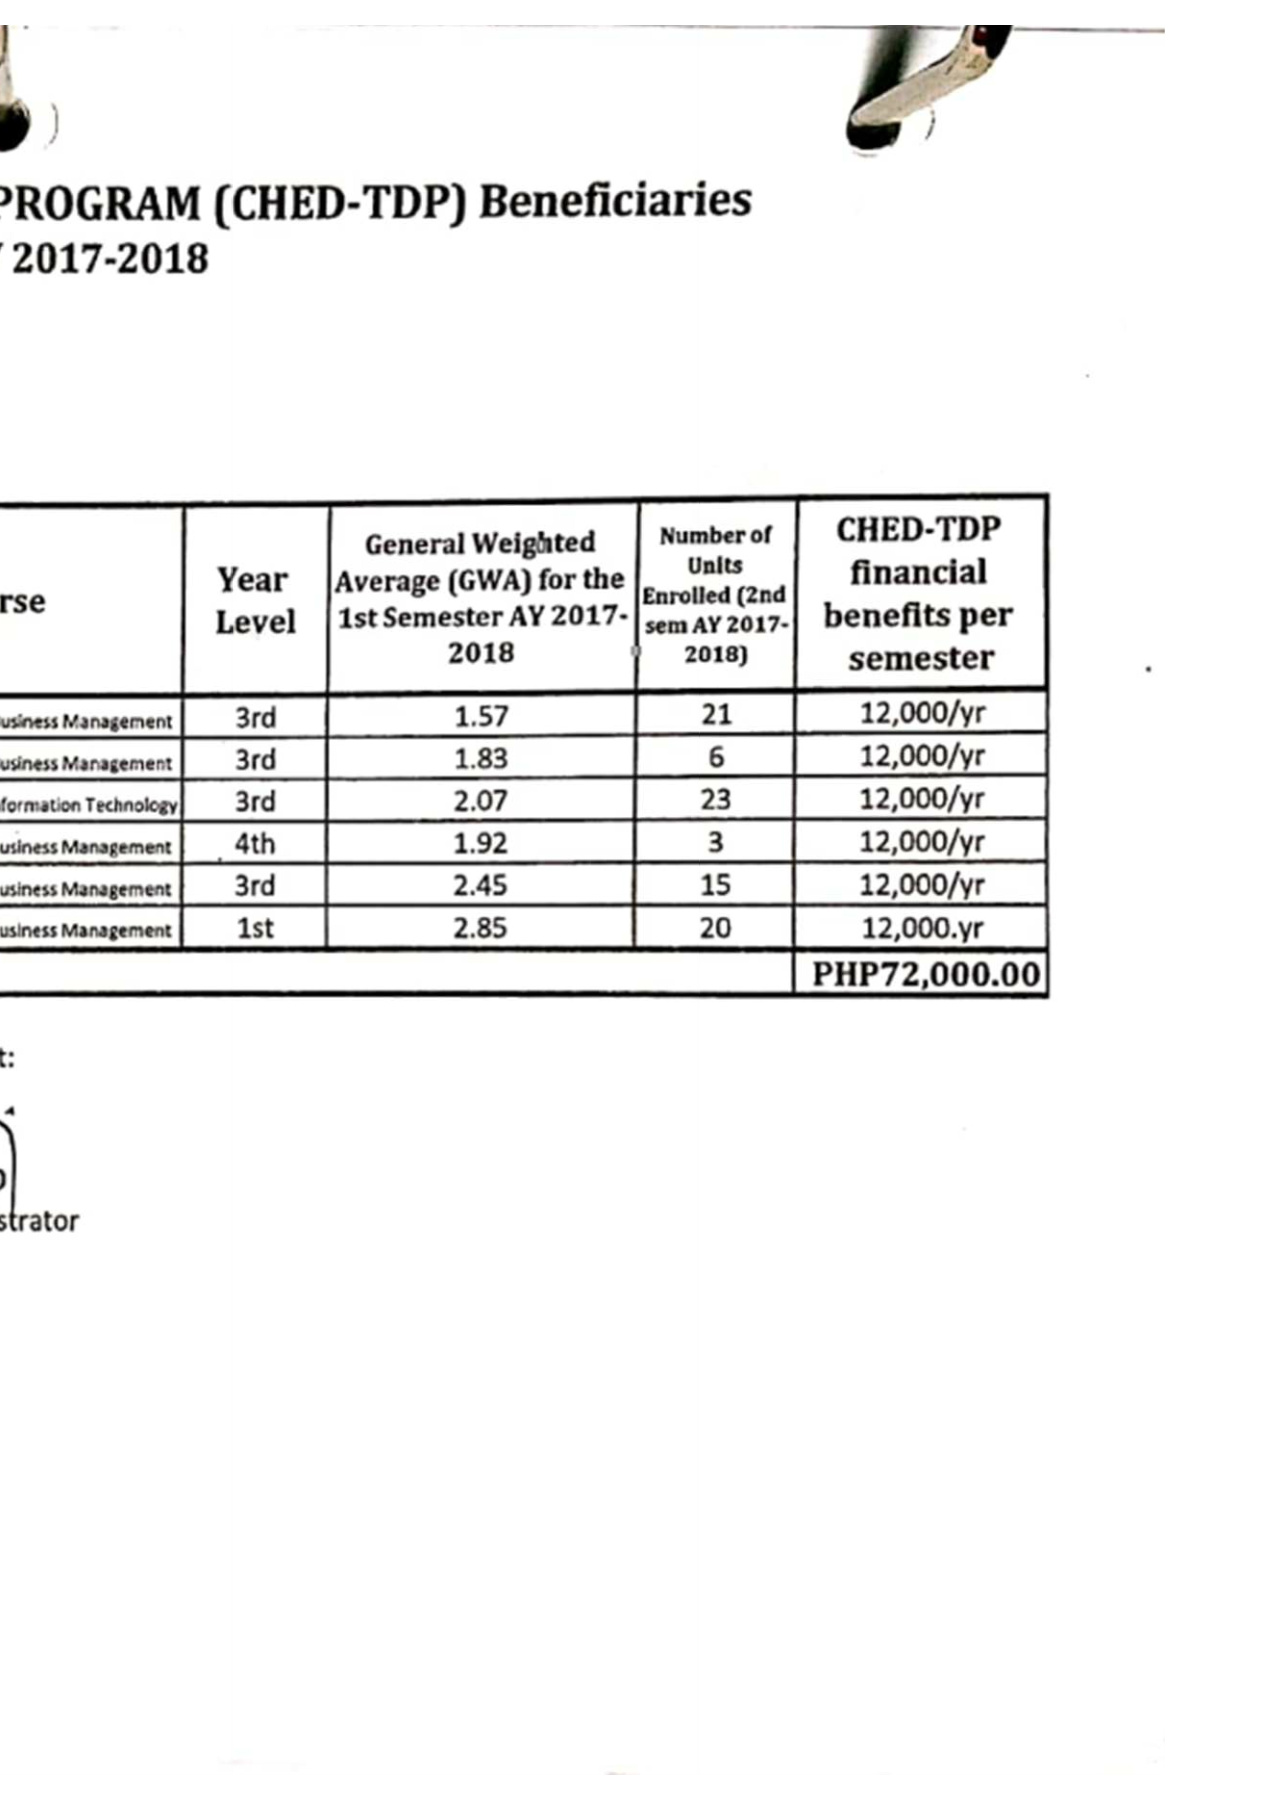 PROGRAM (CHED-TDP) Beneficiaries
2017-2018
rse
Year
Level
General Weighted
Average (GWA) for the
1st Semester AY 2017-
2018
Number of
Units
Enrolled (2nd
sem AY 2017-
2018)
CHED-TDP
financial
benefits per
semester
usiness Management 3rd 1.57 21 12,000/yr
usiness Management 3rd 1.83 6 12,000/yr
formation Technology 3rd 2.07 23 12,000/yr
usiness Management 4th 1.92 3 12,000/yr
usiness Management 3rd 2.45 15 12,000/yr
usiness Management 1st 2.85 20 12,000.yr
PHP72,000.00
t:
strator